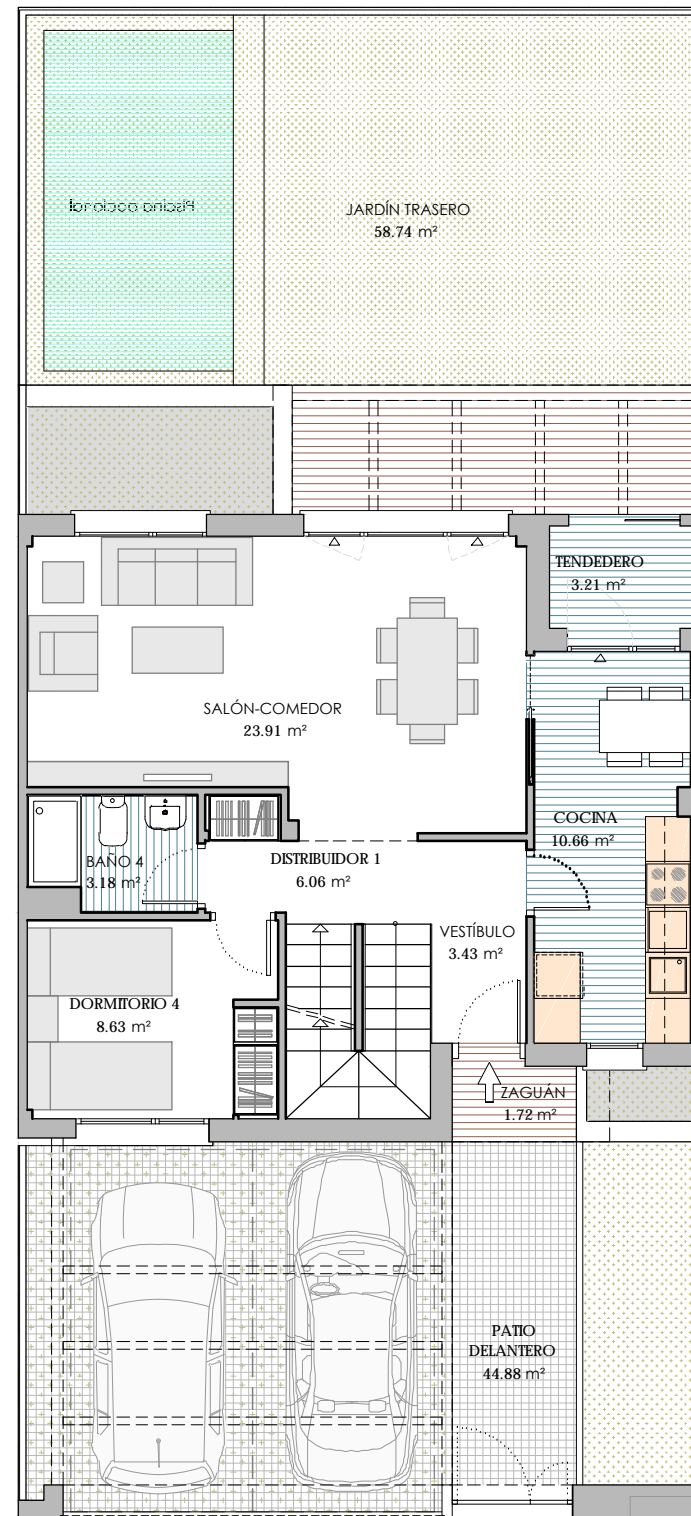 Piscina opcional
JARDÍN TRASERO
58.74 m²
TENDEDERO
3.21 m²
SALÓN-COMEDOR
23.91 m²
COCINA
10.66 m²
BAÑO 4
3.18 m²
DISTRIBUIDOR 1
6.06 m²
VESTÍBULO
3.43 m²
DORMITORIO 4
8.63 m²
ZAGUÁN
1.72 m²
PATIO
DELANTERO
44.88 m²